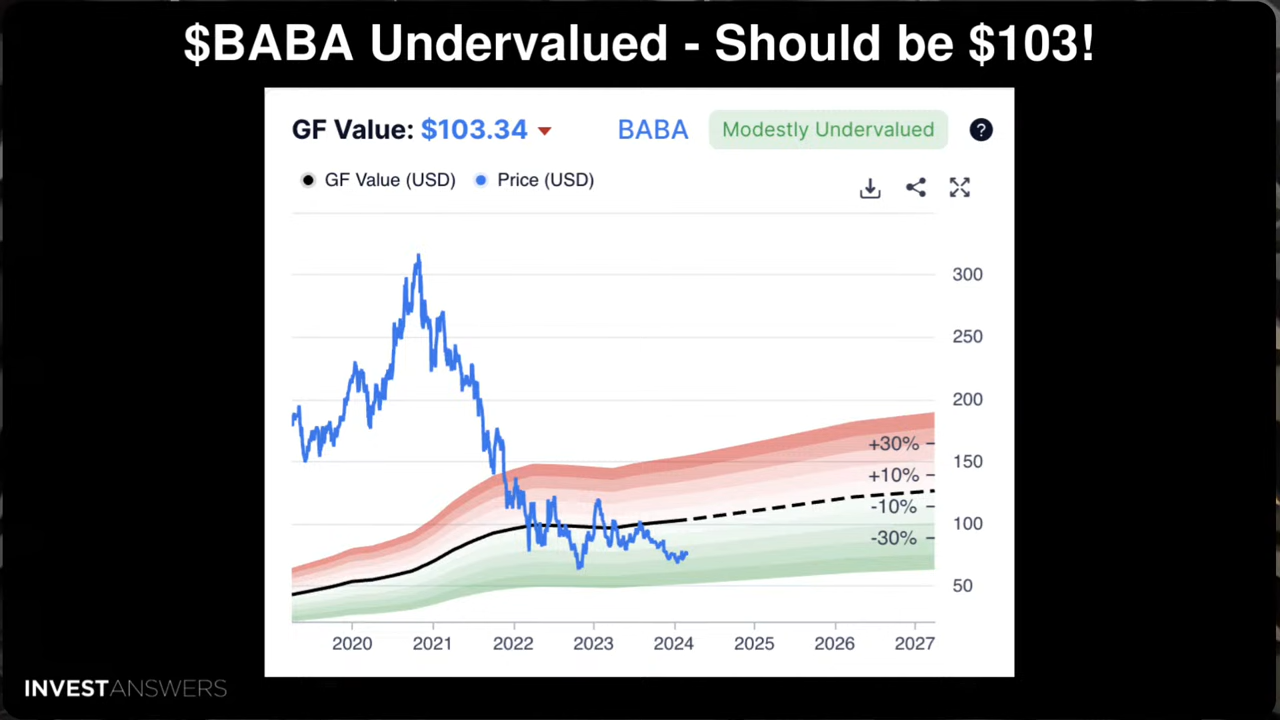 $BABA Undervalued - Should be $103!
GF Value: $103.34 BABA Modestly Undervalued ?
GF Value (USD) Price (USD)
300
250
200
+30%
150
+10%
-10%
100
-30%
50
2020 2021 2022 2023 2024 2025 2026 2027
INVESTANSWERS